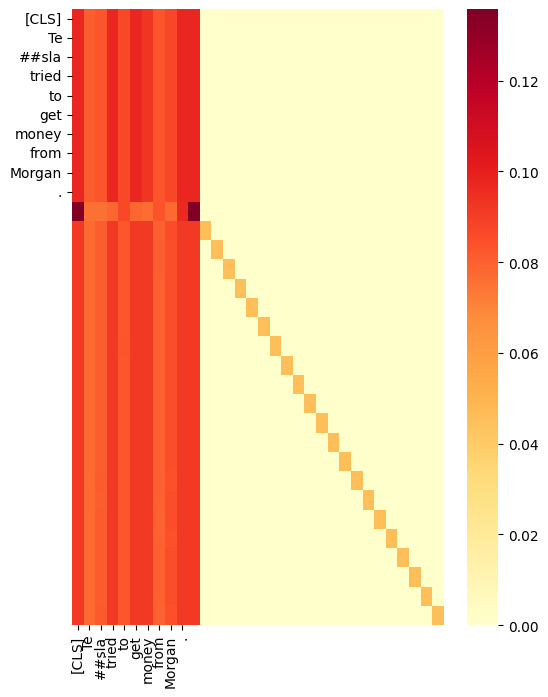 [CLS]
Te
##sla
tried
to
get
money
from
Morgan
.
0.12
0.10
0.08
0.06
0.04
0.02
0.00
[CLS]
Te
##sla
tried
to
get
money
from
Morgan
.